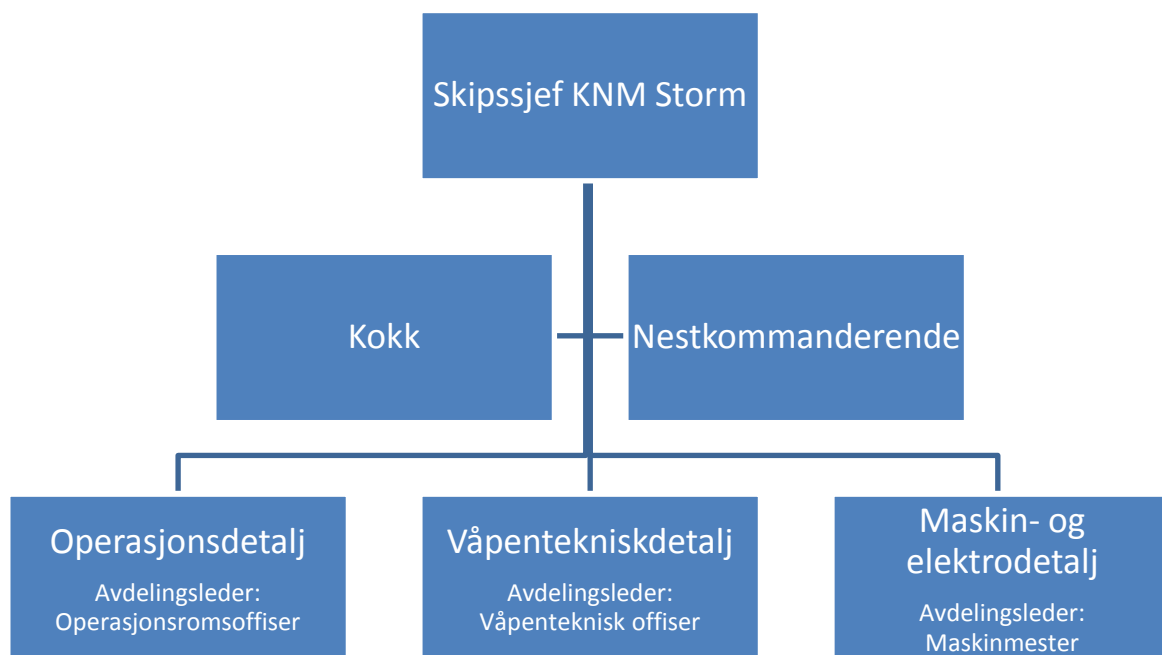 Skipssjef KNM Storm
Kokk
Nestkommanderende
Operasjonsdetalj
Avdelingsleder:
Operasjonsromsoffiser
Våpentekniskdetalj
Avdelingsleder:
Våpenteknisk offiser
Maskin- og
elektrodetalj
Avdelingsleder:
Maskinmester